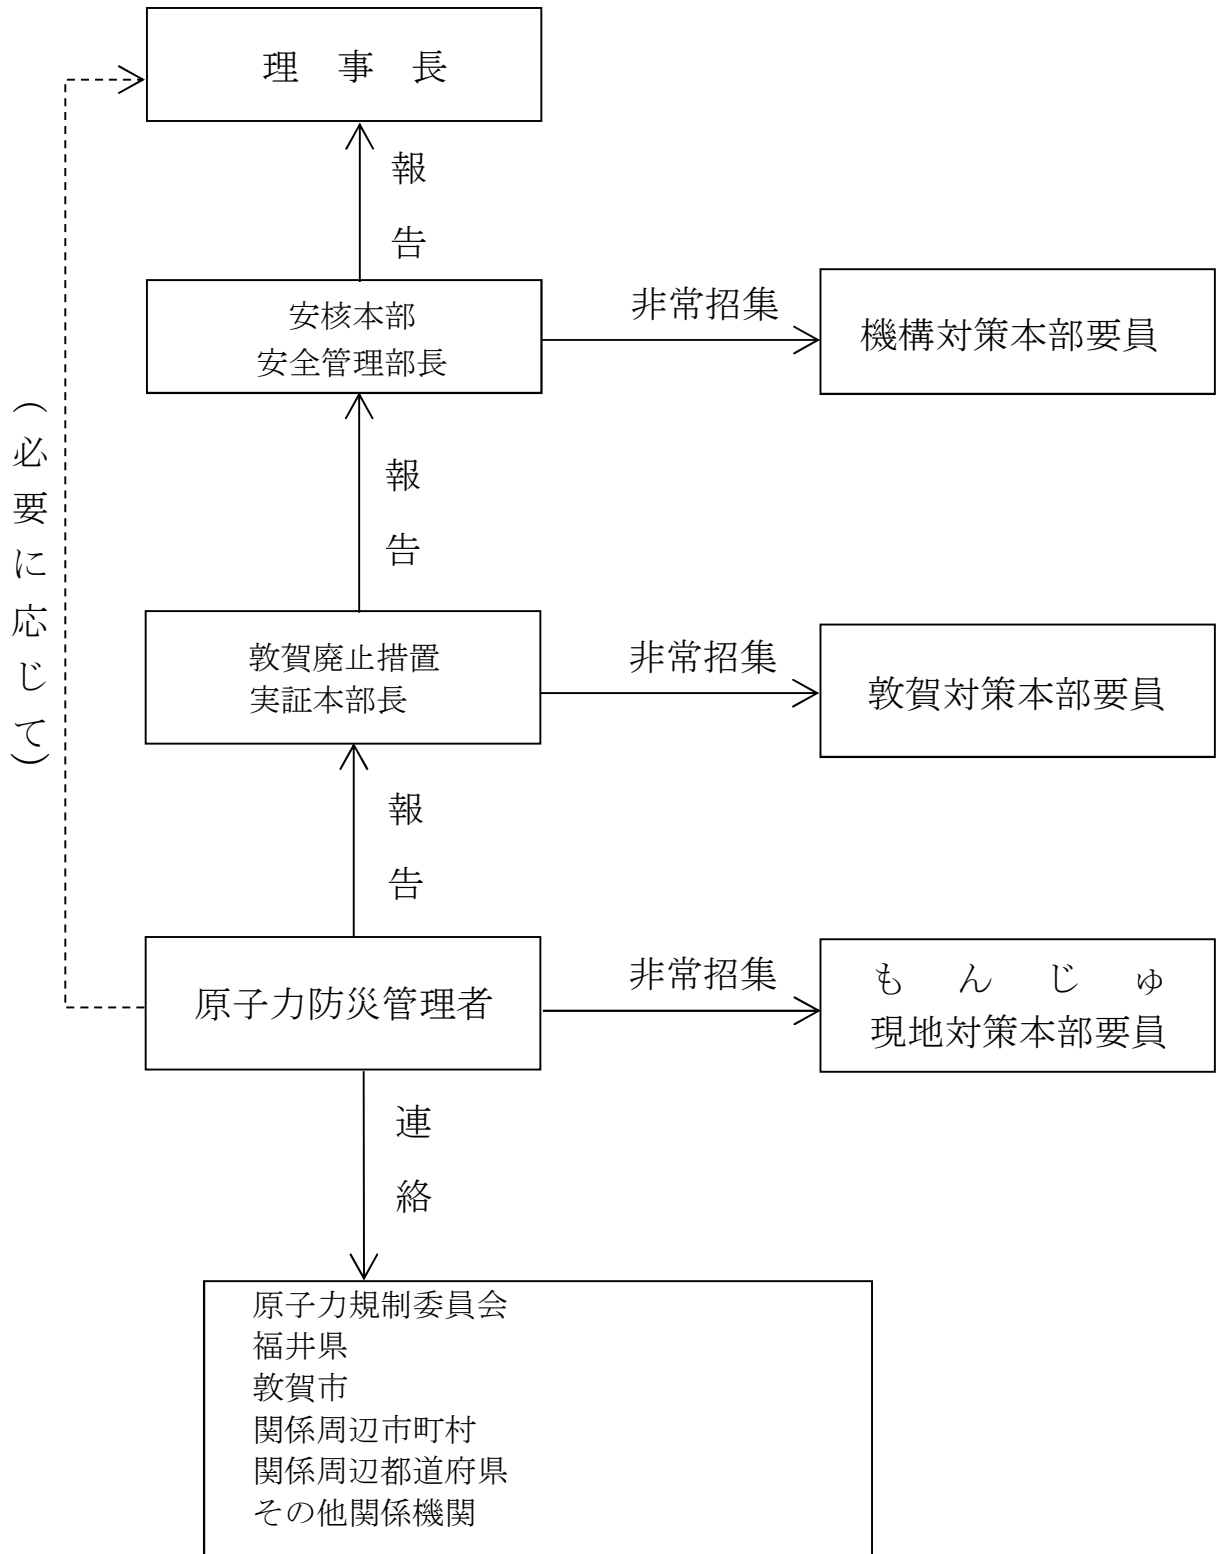 理　事　長
報告
安核本部
安全管理部長
非常招集
機構対策本部要員
（必要に応じて）
報告
敦賀廃止措置
実証本部長
非常招集
敦賀対策本部要員
報告
原子力防災管理者
非常招集
も　ん　じ　ゅ
現地対策本部要員
連絡
原子力規制委員会
福井県
敦賀市
関係周辺市町村
関係周辺都道府県
その他関係機関